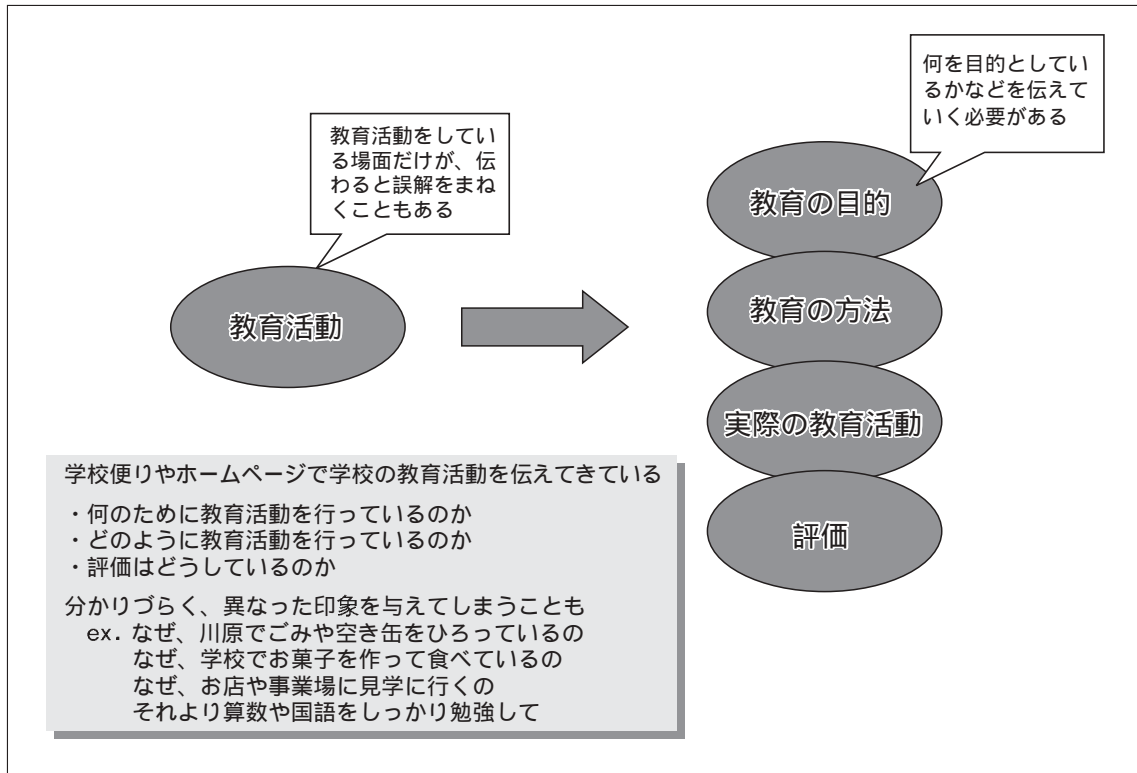 教育活動をしてい
る場面だけが、伝
わると誤解をまね
くこともある
教育活動
何を目的としてい
るかなどを伝えて
いく必要がある
教育の目的
教育の方法
実際の教育活動
評価
学校便りやホームページで学校の教育活動を伝えてきている
・何のために教育活動を行っているのか
・どのように教育活動を行っているのか
・評価はどうしているのか
分かりづらく、異なった印象を与えてしまうことも
ex. なぜ、川原でごみや空き缶をひろっているの
なぜ、学校でお菓子を作って食べているの
なぜ、お店や事業場に見学に行くの
それより算数や国語をしっかり勉強して